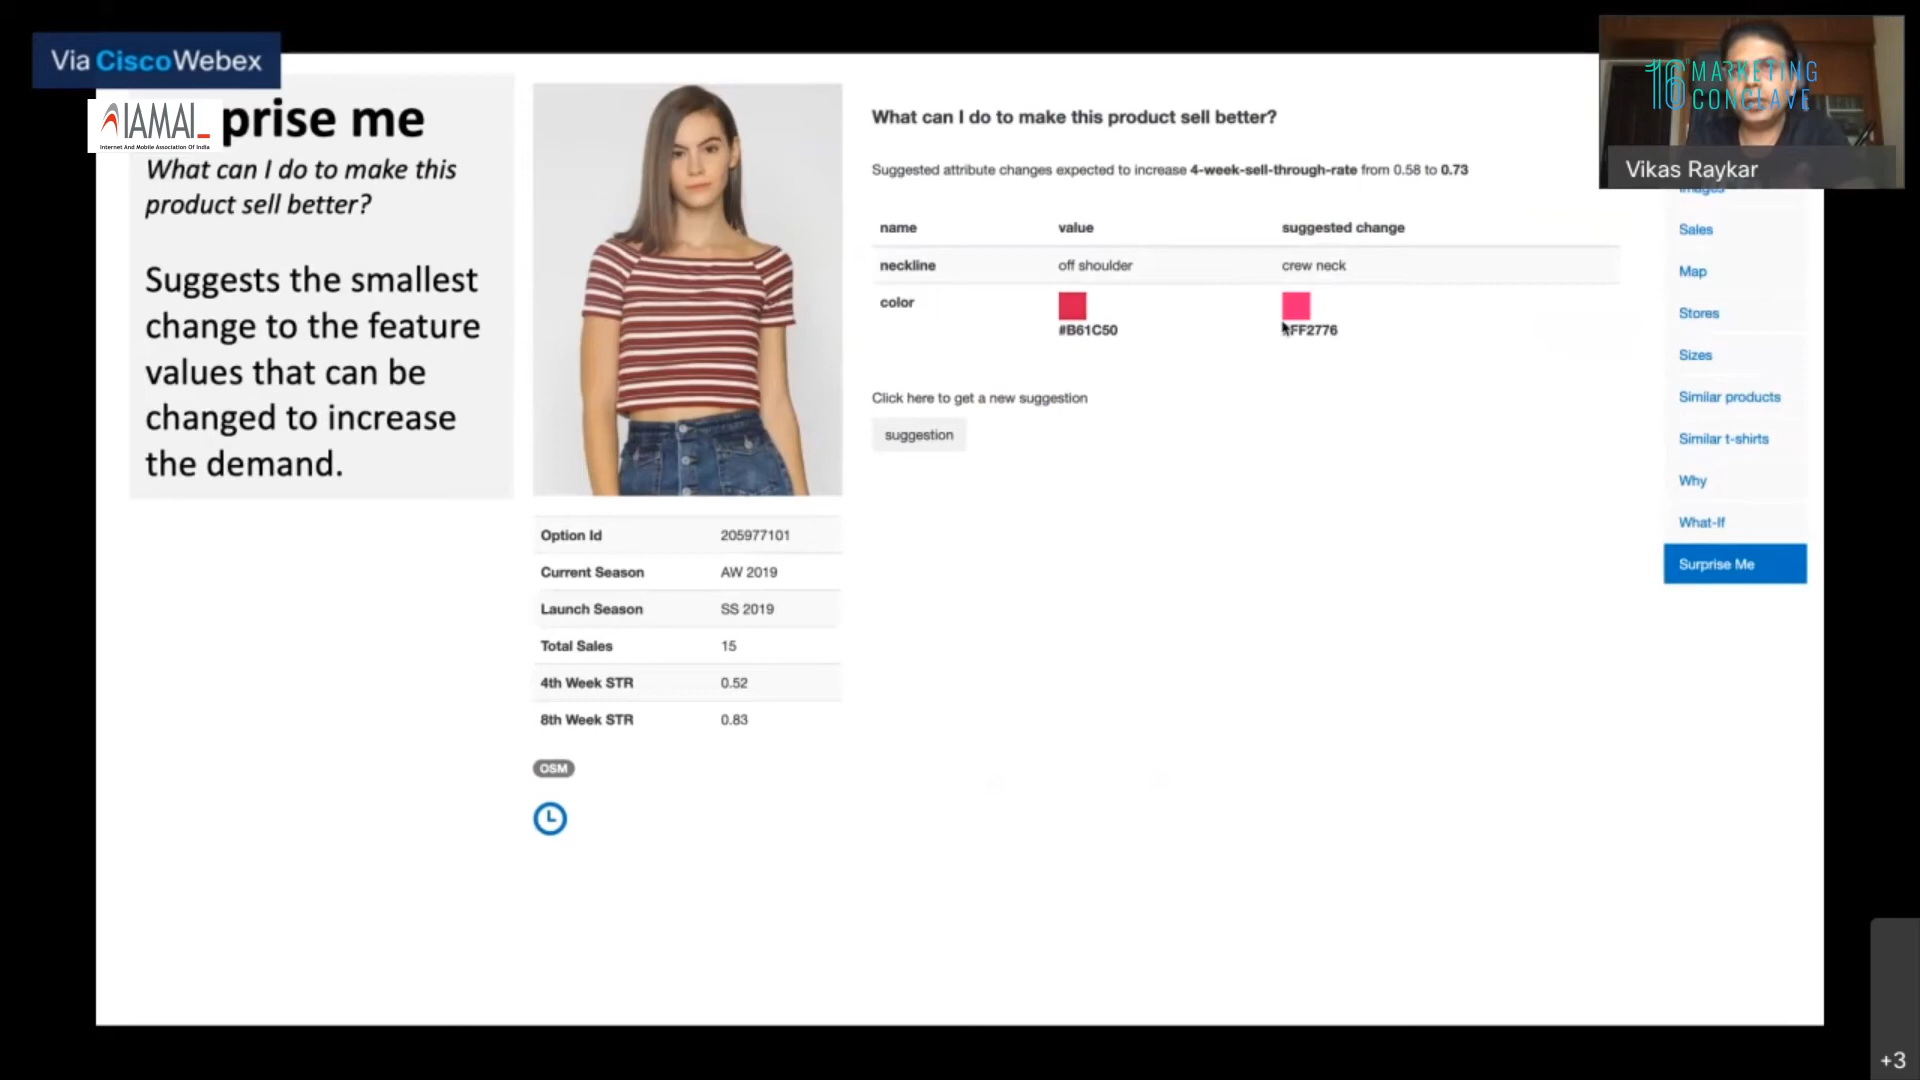 Via CiscoWebex
IAMAI
Internet And Mobile Association Of India
prise me
What can I do to make this
product sell better?
Suggests the smallest
change to the feature
values that can be
changed to increase
the demand.
Option Id 205977101
Current Season AW 2019
Launch Season SS 2019
Total Sales 15
4th Week STR 0.52
8th Week STR 0.83
OSM
What can I do to make this product sell better?
Suggested attribute changes expected to increase 4-week-sell-through-rate from 0.58 to 0.73
name value suggested change
neckline off shoulder crew neck
color
#B61C50 #FF2776
Click here to get a new suggestion
suggestion
16th MARKETING
CONCLAVE
Vikas Raykar
Images
Sales
Map
Stores
Sizes
Similar products
Similar t-shirts
Why
What-If
Surprise Me
+3